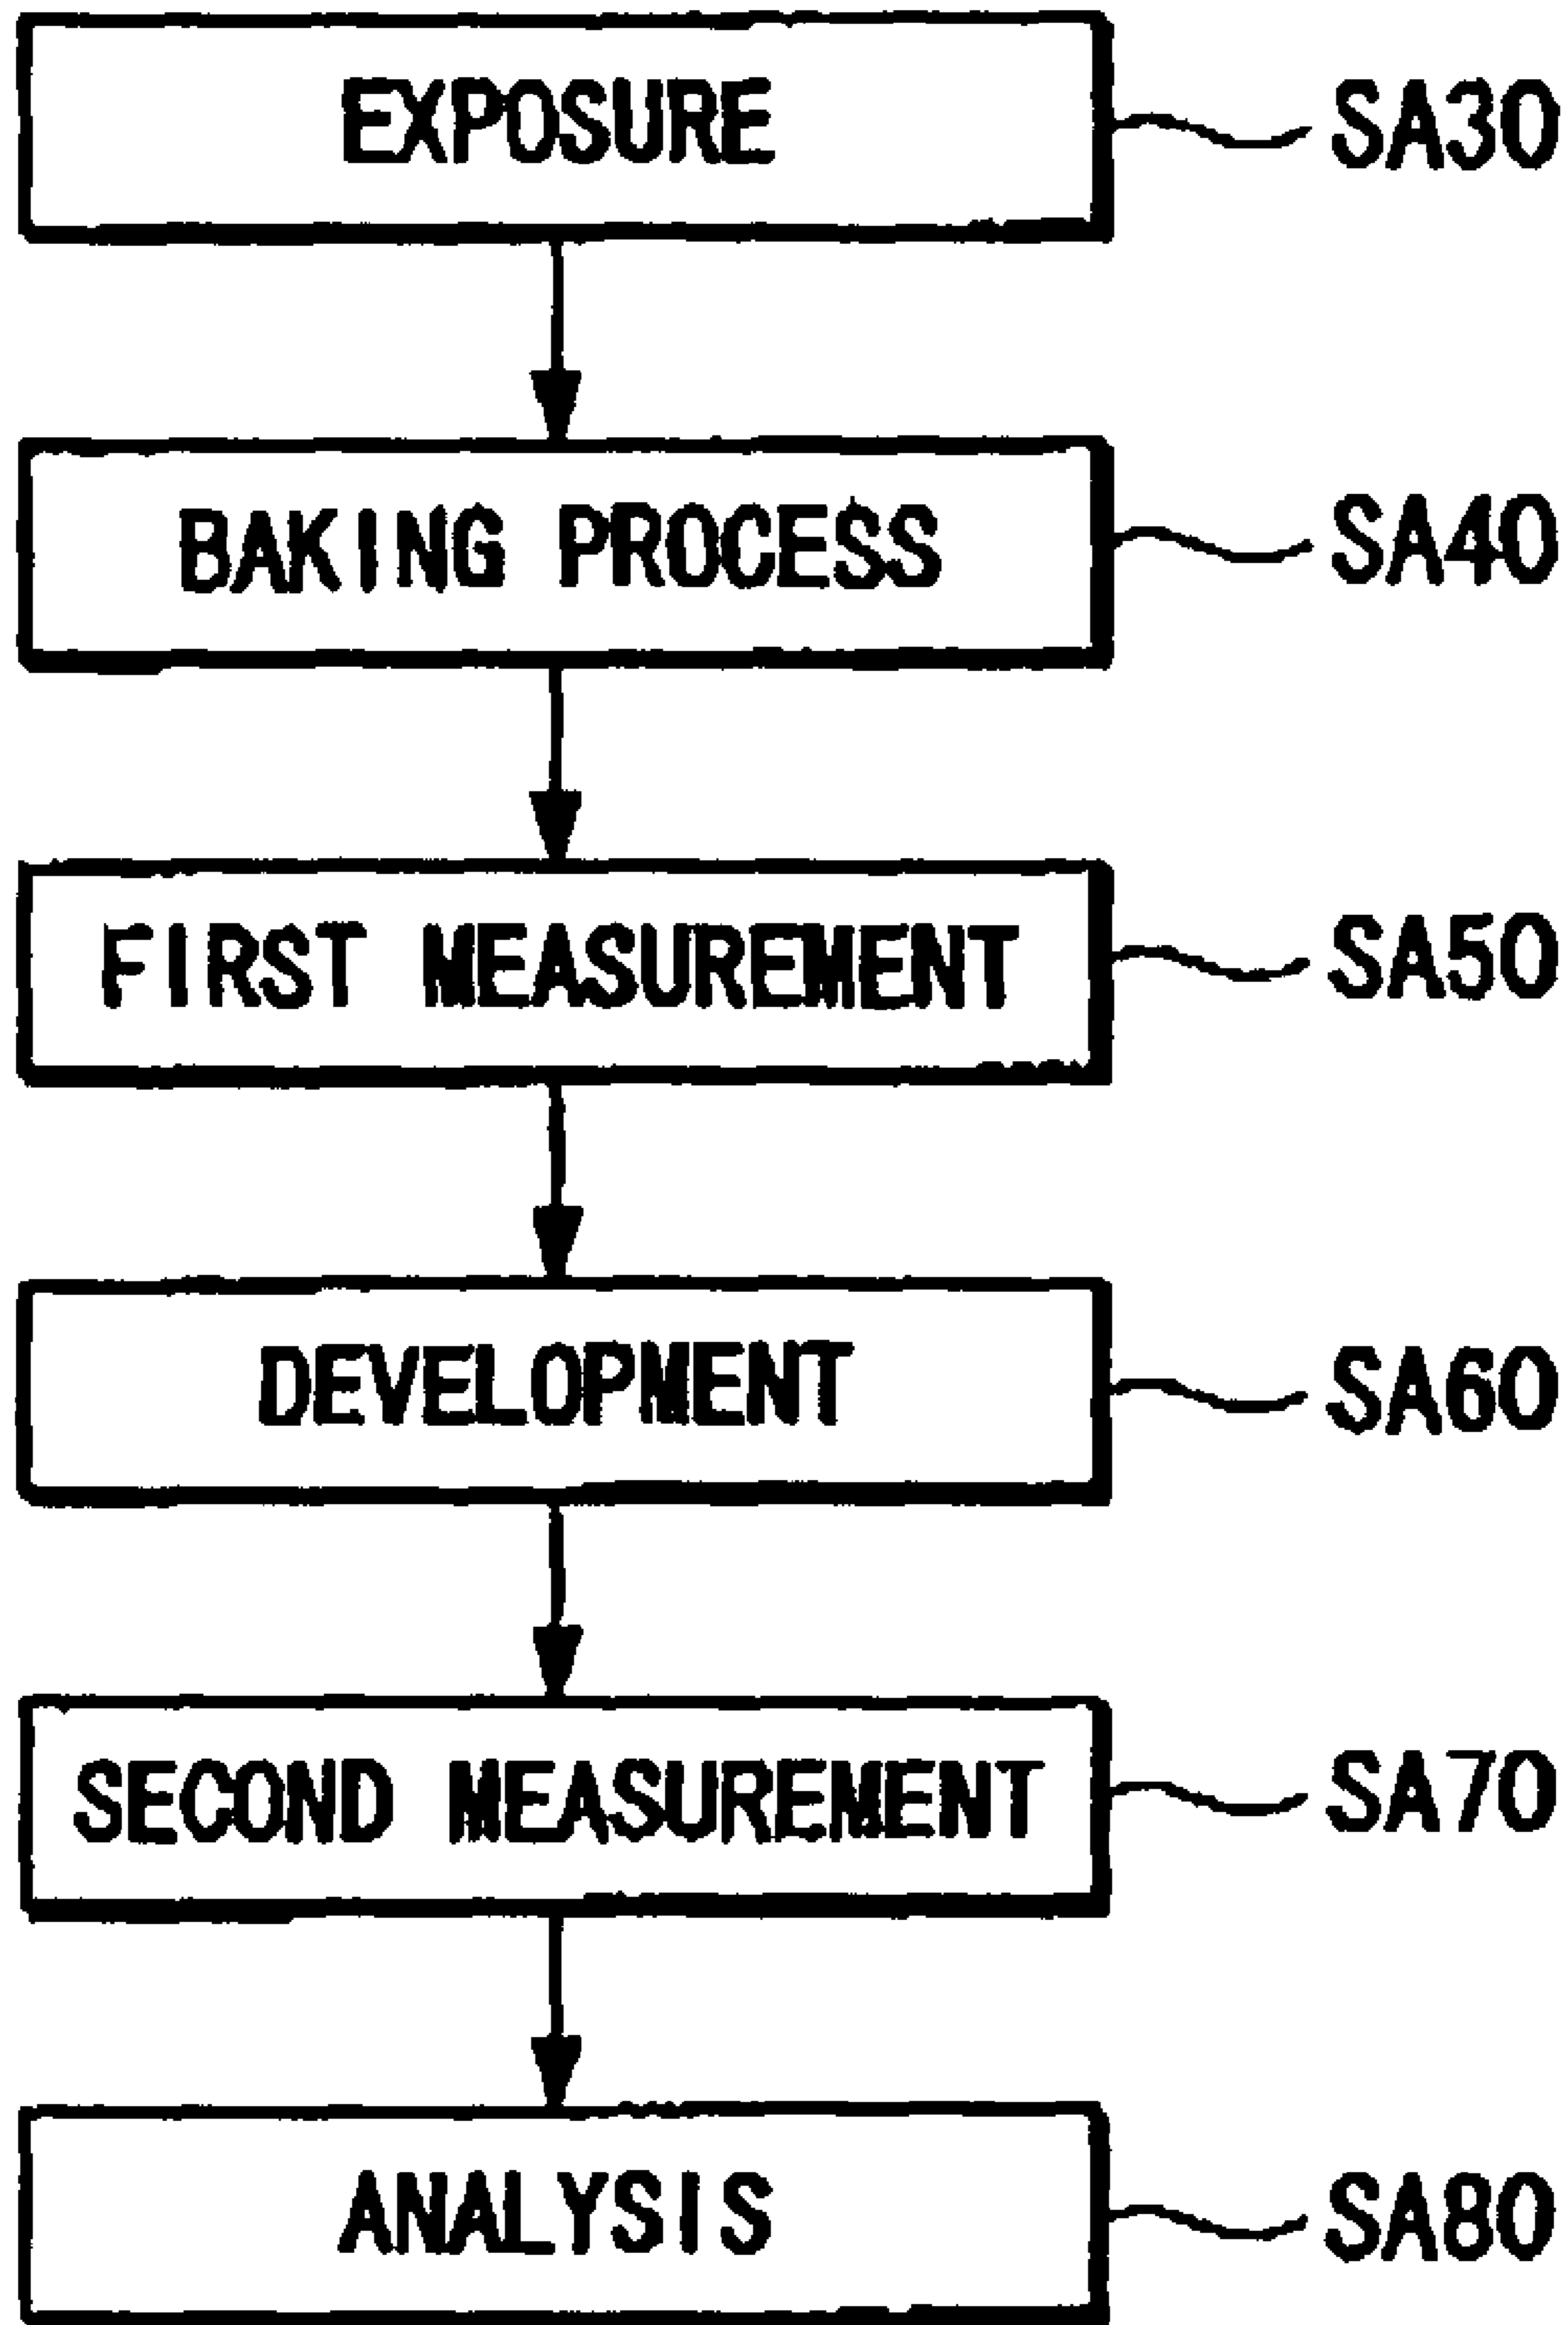 EXPOSURE SA30
BAKING PROCESS SA40
FIRST MEASUREMENT SA50
DEVELOPMENT SA60
SECOND MEASUREMENT SA70
ANALYSIS SA80